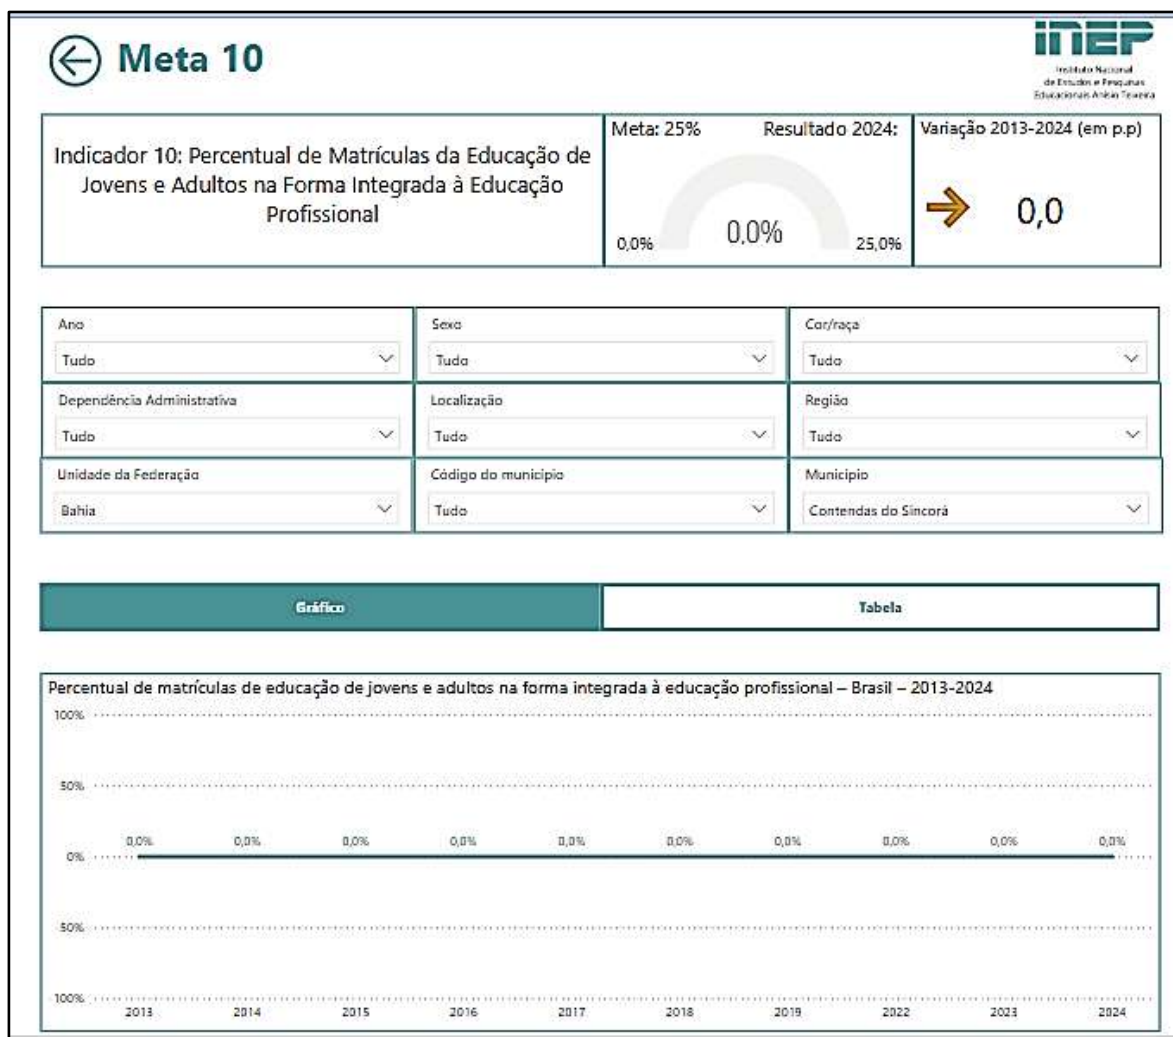 Meta 10
inep
Instituto Nacional
de Estudos e Pesquisas
Educacionais Anísio Teixeira
Indicador 10: Percentual de Matrículas da Educação de
Jovens e Adultos na Forma Integrada à Educação
Profissional
Meta: 25% Resultado 2024:
0,0% 0,0% 25,0%
Variação 2013-2024 (em p.p)
0,0
Ano Sexo Cor/raça
Tudo Tudo Tudo
Dependência Administrativa Localização Região
Tudo Tudo Tudo
Unidade da Federação Código do município Município
Bahia Tudo Contendas do Sincorá
Gráfico Tabela
Percentual de matrículas de educação de jovens e adultos na forma integrada à educação profissional – Brasil – 2013-2024
100%
50%
0,0% 0,0% 0,0% 0,0% 0,0% 0,0% 0,0% 0,0% 0,0% 0,0%
0%
50%
100%
2013 2014 2015 2016 2017 2018 2019 2022 2023 2024